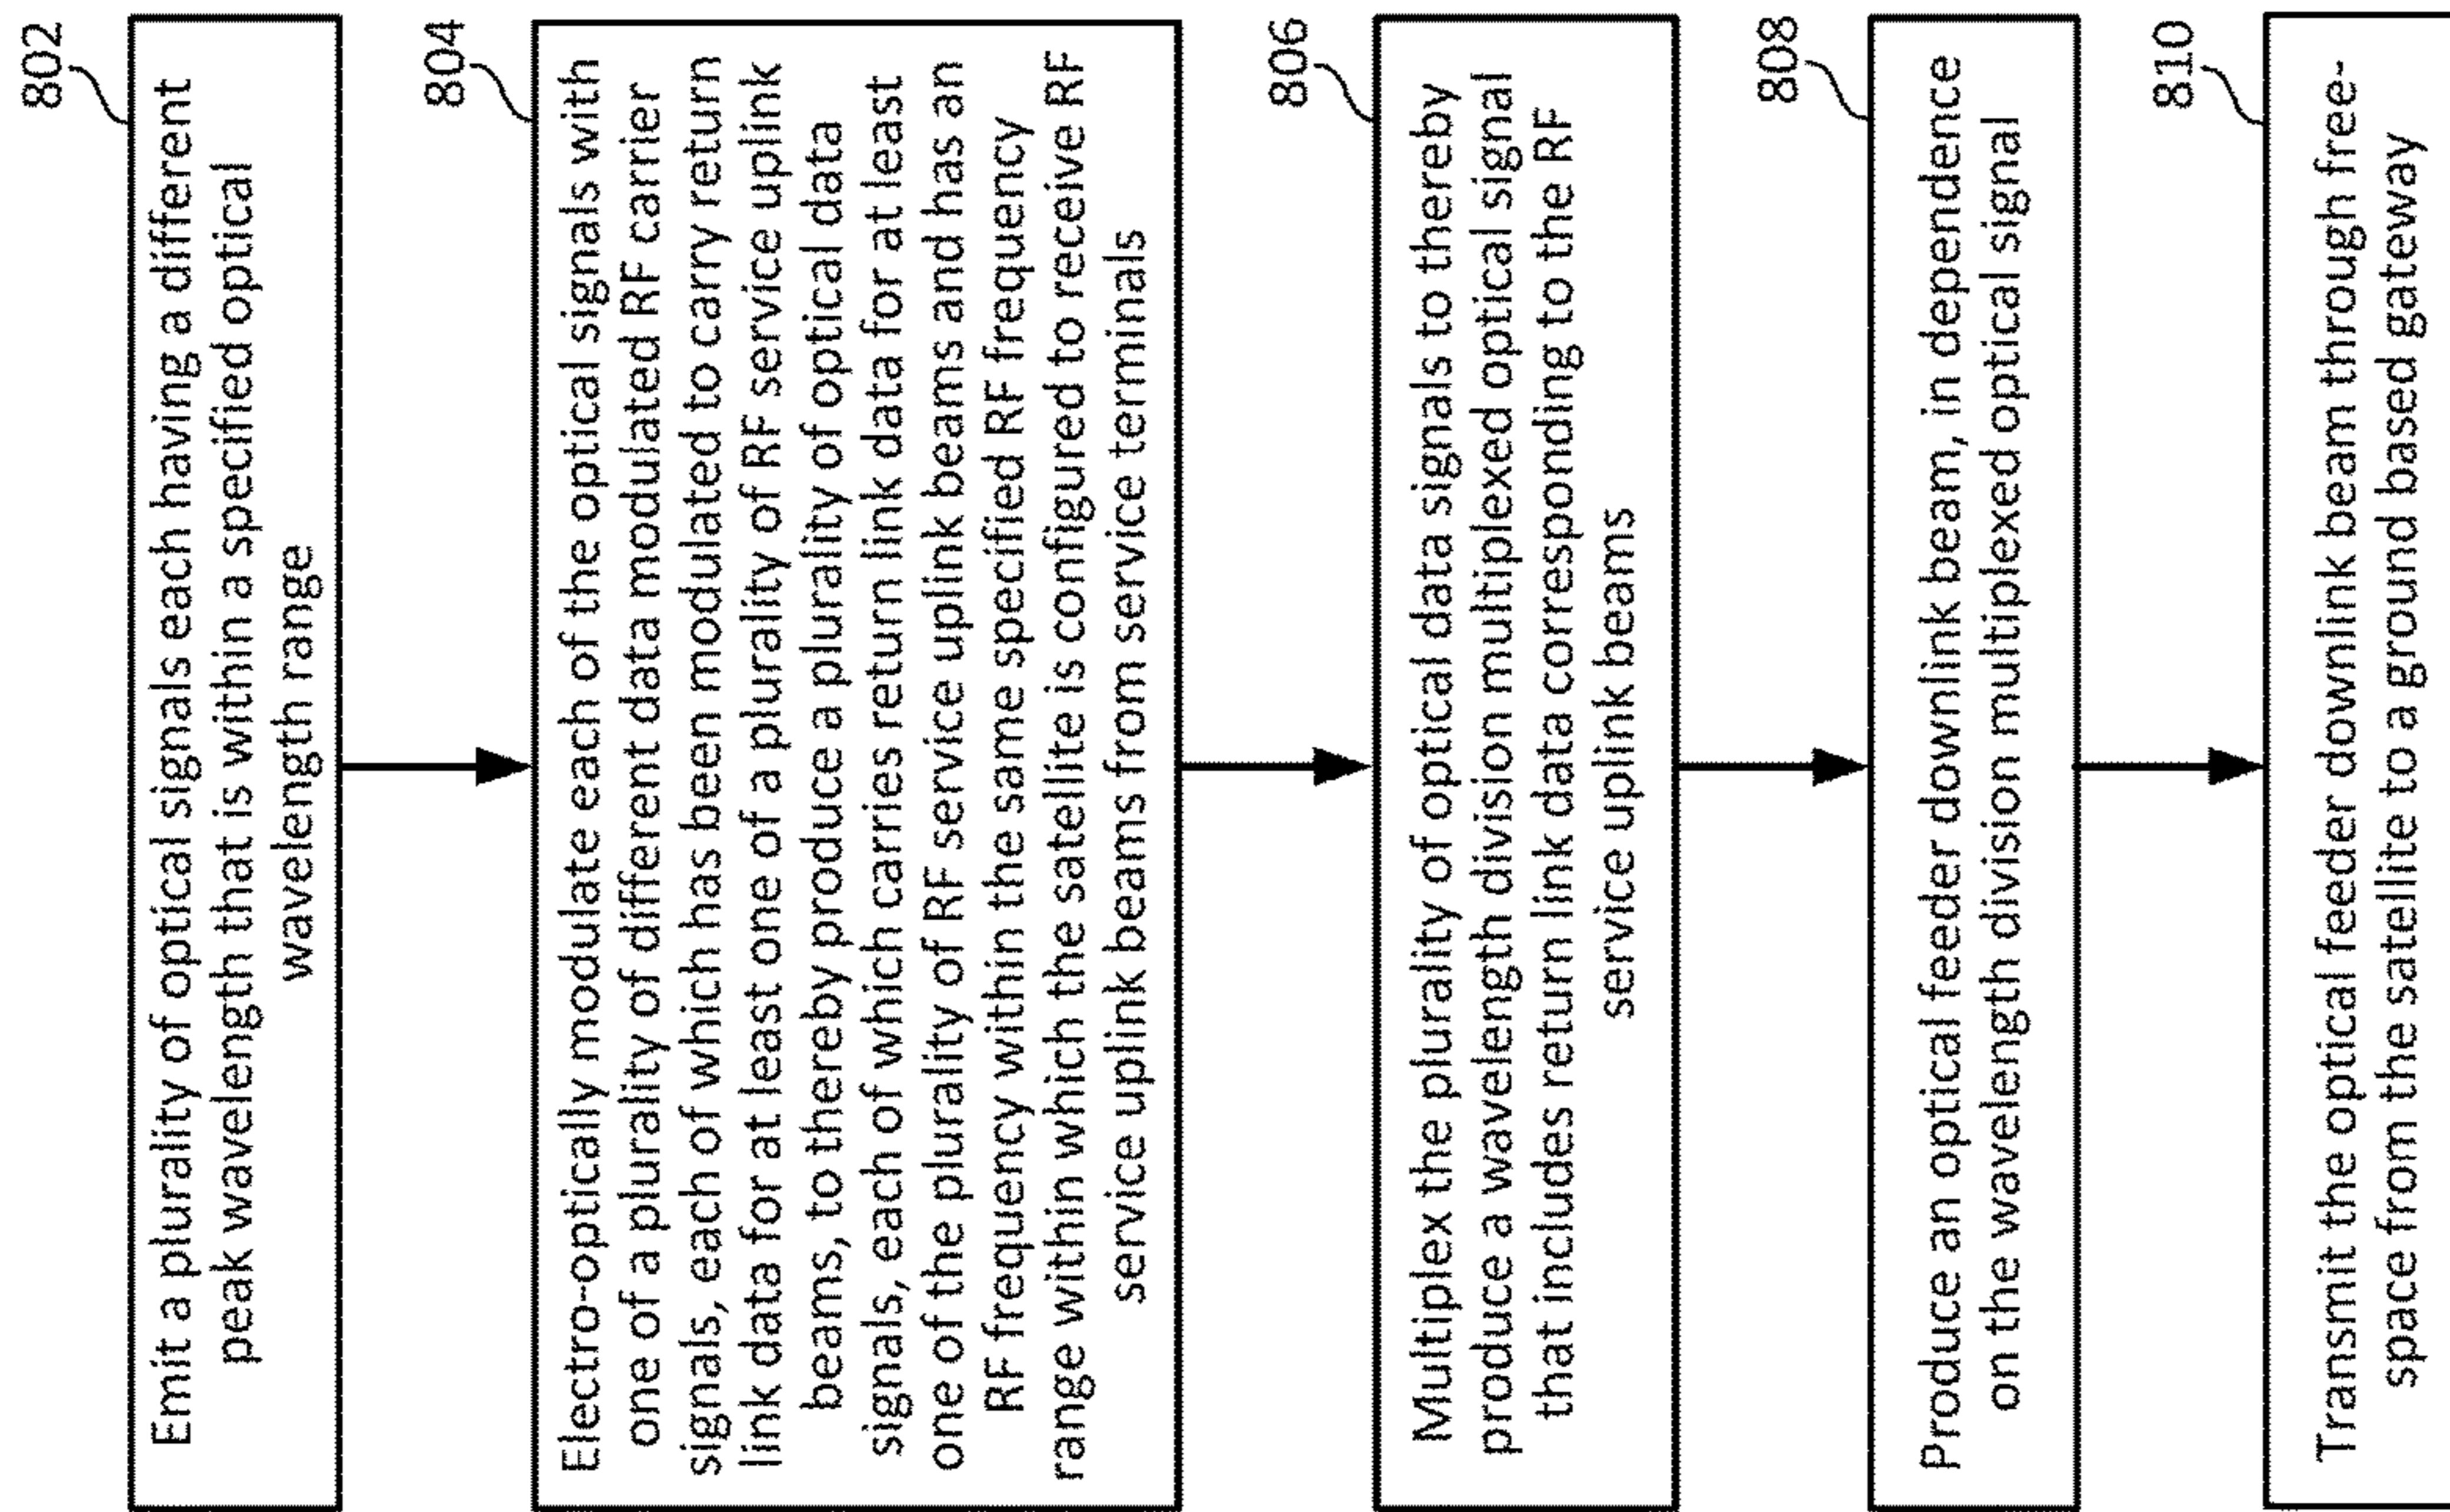 802
Emit a plurality of optical signals each having a different
peak wavelength that is within a specified optical
wavelength range
804
Electro-optically modulate each of the optical signals with
one of a plurality of different data modulated RF carrier
signals, each of which has been modulated to carry return
link data for at least one of a plurality of RF service uplink
beams, to thereby produce a plurality of optical data
signals, each of which carries return link data for at least
one of the plurality of RF service uplink beams and has an
RF frequency within the same specified RF frequency
range within which the satellite is configured to receive RF
service uplink beams from service terminals
806
Multiplex the plurality of optical data signals to thereby
produce a wavelength division multiplexed optical signal
that includes return link data corresponding to the RF
service uplink beams
808
Produce an optical feeder downlink beam, in dependence
on the wavelength division multiplexed optical signal
810
Transmit the optical feeder downlink beam through free-
space from the satellite to a ground based gateway